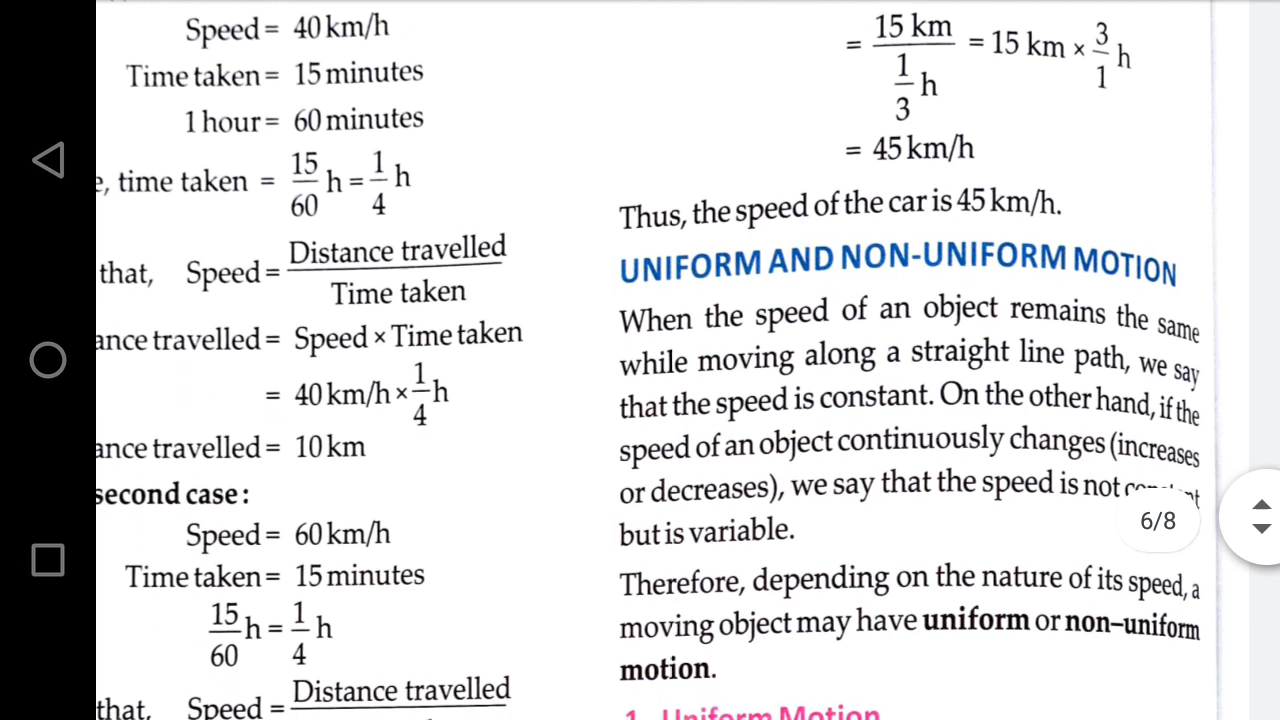 Speed = 40 km/h
Time taken = 15 minutes
1 hour = 60 minutes
e, time taken = 15/60 h = 1/4 h
that, Speed = Distance travelled / Time taken
ance travelled = Speed × Time taken
= 40 km/h × 1/4 h
ance travelled = 10 km
second case :
Speed = 60 km/h
Time taken = 15 minutes
15/60 h = 1/4 h
that, Speed = Distance travelled
= 15 km / 1/3 h = 15 km × 3/1 h
= 45 km/h
Thus, the speed of the car is 45 km/h.
UNIFORM AND NON-UNIFORM MOTION
When the speed of an object remains the same
while moving along a straight line path, we say
that the speed is constant. On the other hand, if the
speed of an object continuously changes (increases
or decreases), we say that the speed is not
but is variable.
Therefore, depending on the nature of its speed, a
moving object may have uniform or non–uniform
motion.
1. Uniform Motion
6/8